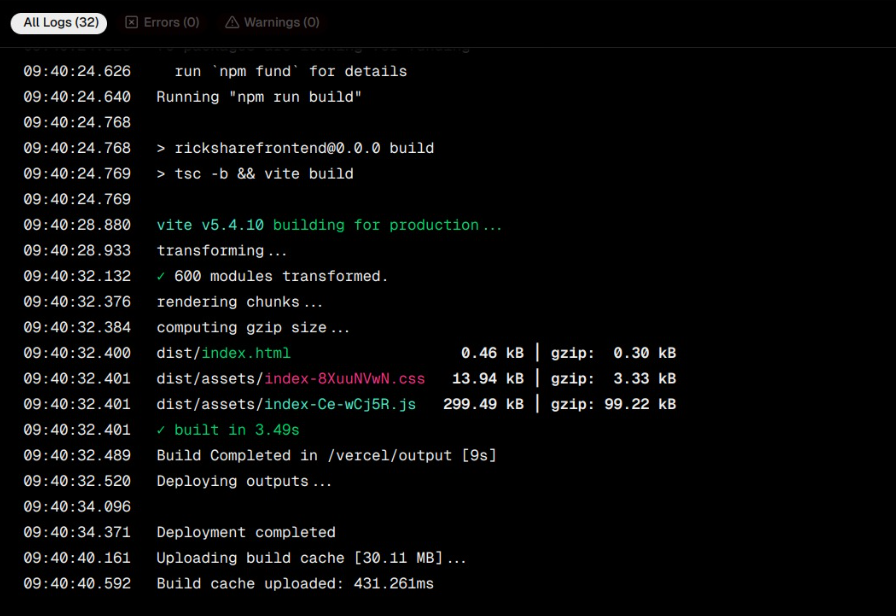 All Logs (32) Errors (0) Warnings (0)
09:40:24.626 run `npm fund` for details
09:40:24.640 Running "npm run build"
09:40:24.768
09:40:24.768 > ricksharefrontend@0.0.0 build
09:40:24.769 > tsc -b && vite build
09:40:24.769
09:40:28.880 vite v5.4.10 building for production...
09:40:28.933 transforming...
09:40:32.132 ✓ 600 modules transformed.
09:40:32.376 rendering chunks...
09:40:32.384 computing gzip size...
09:40:32.400 dist/index.html 0.46 kB │ gzip: 0.30 kB
09:40:32.401 dist/assets/index-8XuuNVwN.css 13.94 kB │ gzip: 3.33 kB
09:40:32.401 dist/assets/index-Ce-wCj5R.js 299.49 kB │ gzip: 99.22 kB
09:40:32.401 ✓ built in 3.49s
09:40:32.489 Build Completed in /vercel/output [9s]
09:40:32.520 Deploying outputs...
09:40:34.096
09:40:34.371 Deployment completed
09:40:40.161 Uploading build cache [30.11 MB]...
09:40:40.592 Build cache uploaded: 431.261ms